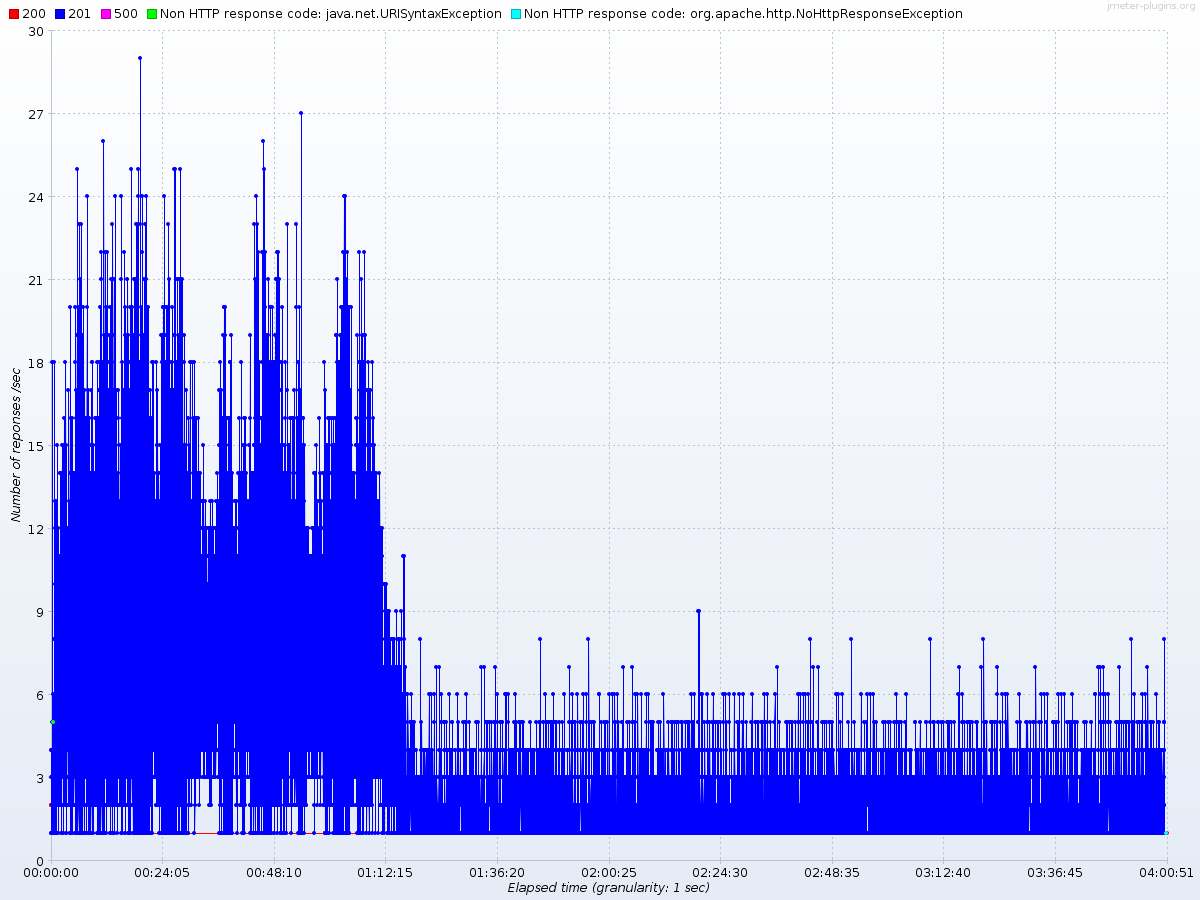 jmeter-plugins.org
200 201 500 Non HTTP response code: java.net.URISyntaxException Non HTTP response code: org.apache.http.NoHttpResponseException
30
27
24
21
18
15
12
9
6
3
0
Number of reponses /sec
00:00:00 00:24:05 00:48:10 01:12:15 01:36:20 02:00:25 02:24:30 02:48:35 03:12:40 03:36:45 04:00:51
Elapsed time (granularity: 1 sec)